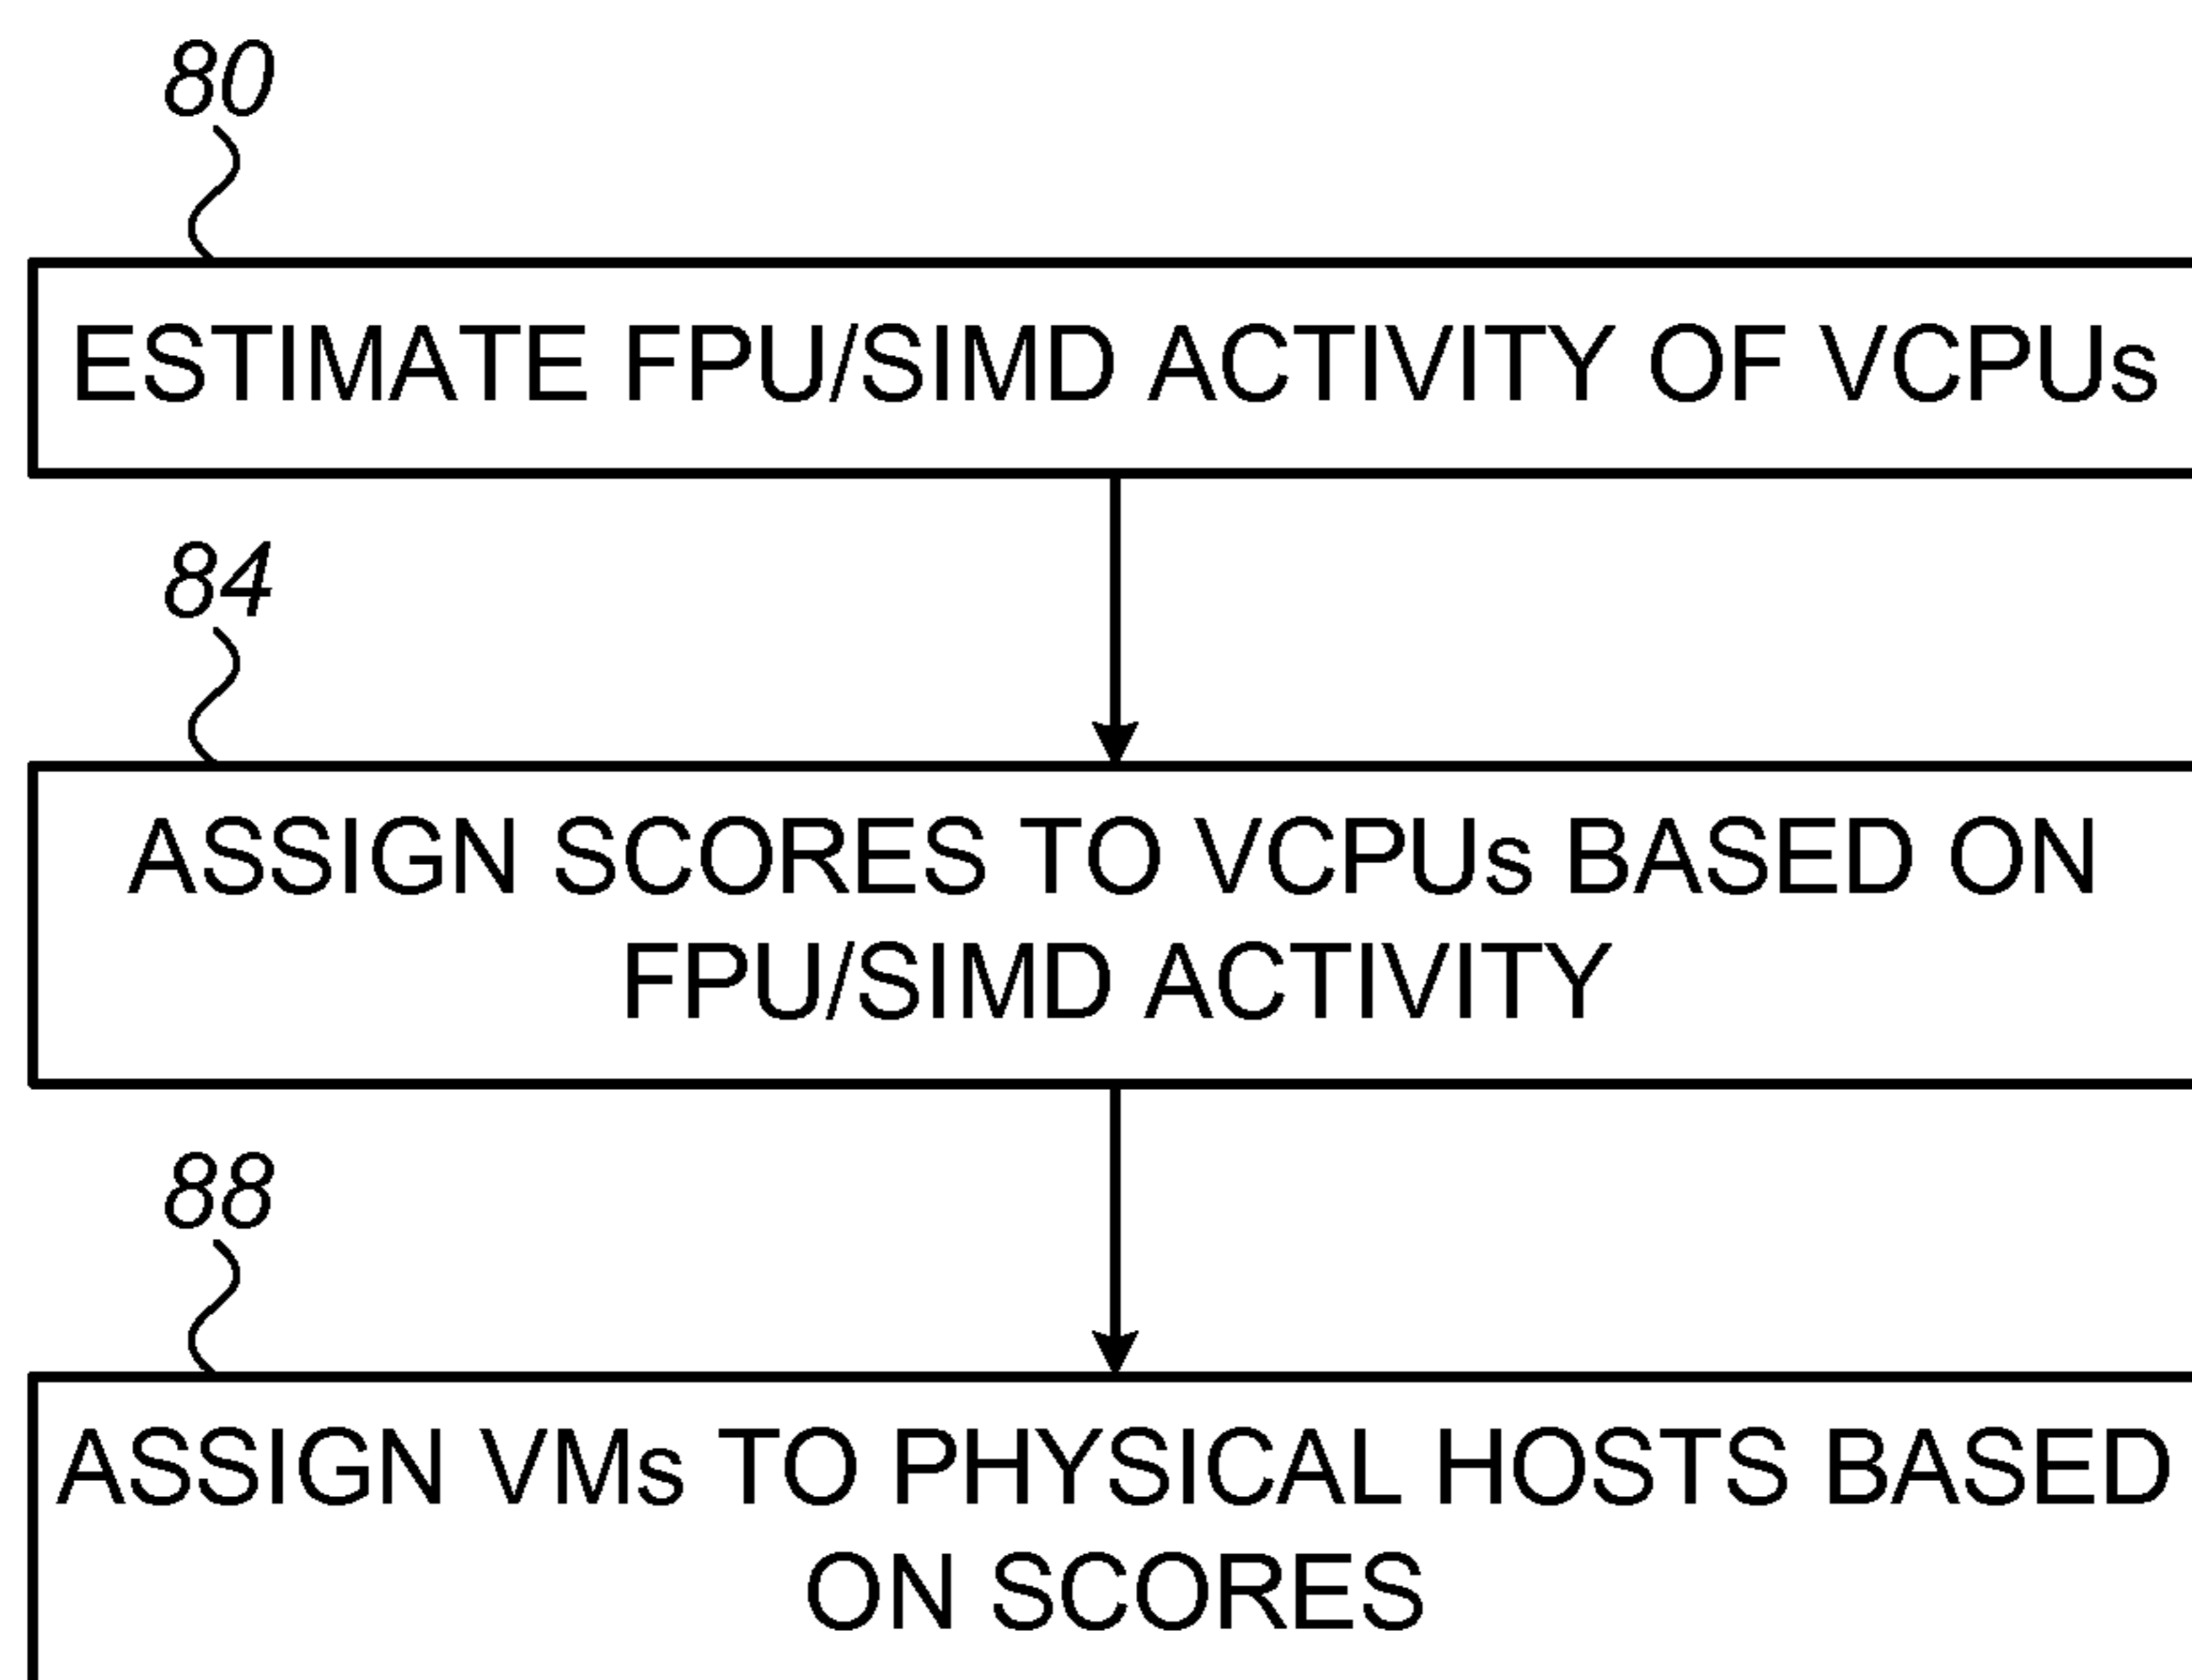 80
ESTIMATE FPU/SIMD ACTIVITY OF VCPUs
84
ASSIGN SCORES TO VCPUs BASED ON
FPU/SIMD ACTIVITY
88
ASSIGN VMs TO PHYSICAL HOSTS BASED
ON SCORES